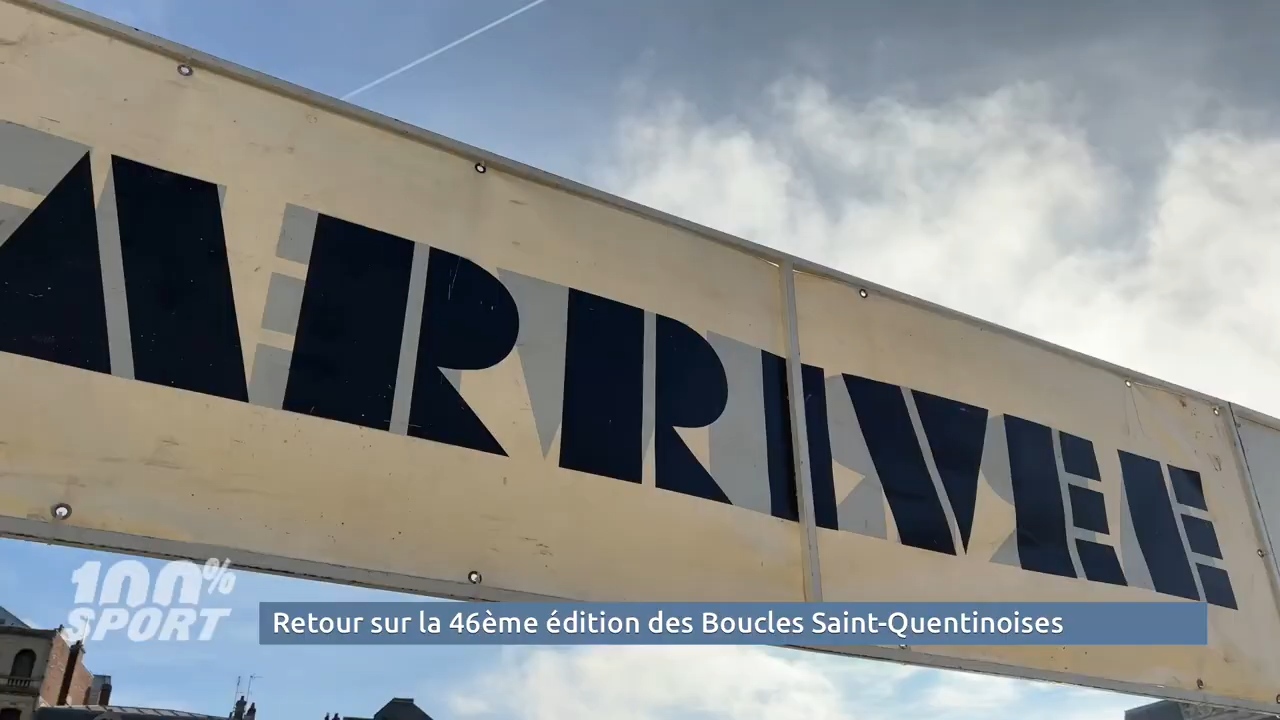 ARRIVEE
100%
SPORT
Retour sur la 46ème édition des Boucles Saint-Quentinoises